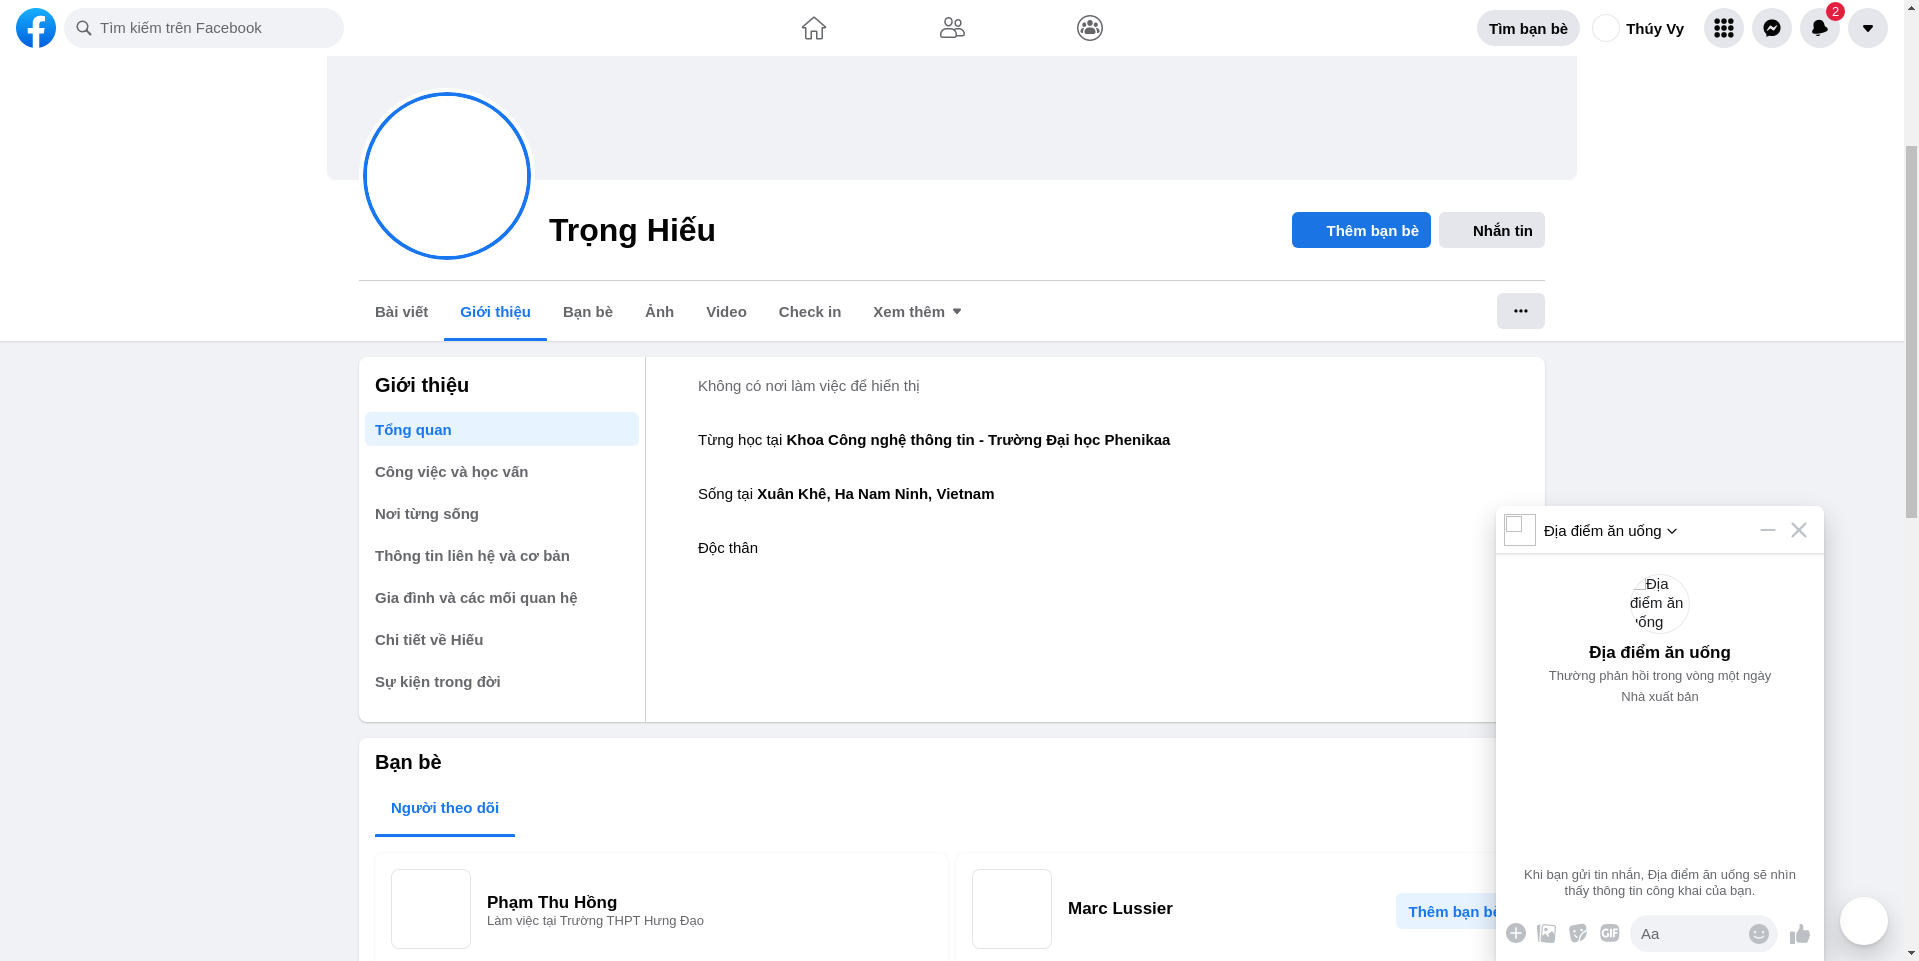 Tìm kiếm trên Facebook
Tìm bạn bè
Thúy Vy
2
Trọng Hiếu
Thêm bạn bè
Nhắn tin
Bài viết
Giới thiệu
Bạn bè
Ảnh
Video
Check in
Xem thêm
Giới thiệu
Tổng quan
Công việc và học vấn
Nơi từng sống
Thông tin liên hệ và cơ bản
Gia đình và các mối quan hệ
Chi tiết về Hiếu
Sự kiện trong đời
Không có nơi làm việc để hiển thị
Từng học tại Khoa Công nghệ thông tin - Trường Đại học Phenikaa
Sống tại Xuân Khê, Ha Nam Ninh, Vietnam
Độc thân
Bạn bè
Người theo dõi
Phạm Thu Hồng
Làm việc tại Trường THPT Hưng Đạo
Marc Lussier
Thêm bạn bè
Địa điểm ăn uống
Địa
điểm ăn
uống
Địa điểm ăn uống
Thường phản hồi trong vòng một ngày
Nhà xuất bản
Khi bạn gửi tin nhắn, Địa điểm ăn uống sẽ nhìn
thấy thông tin công khai của bạn.
GIF
Aa